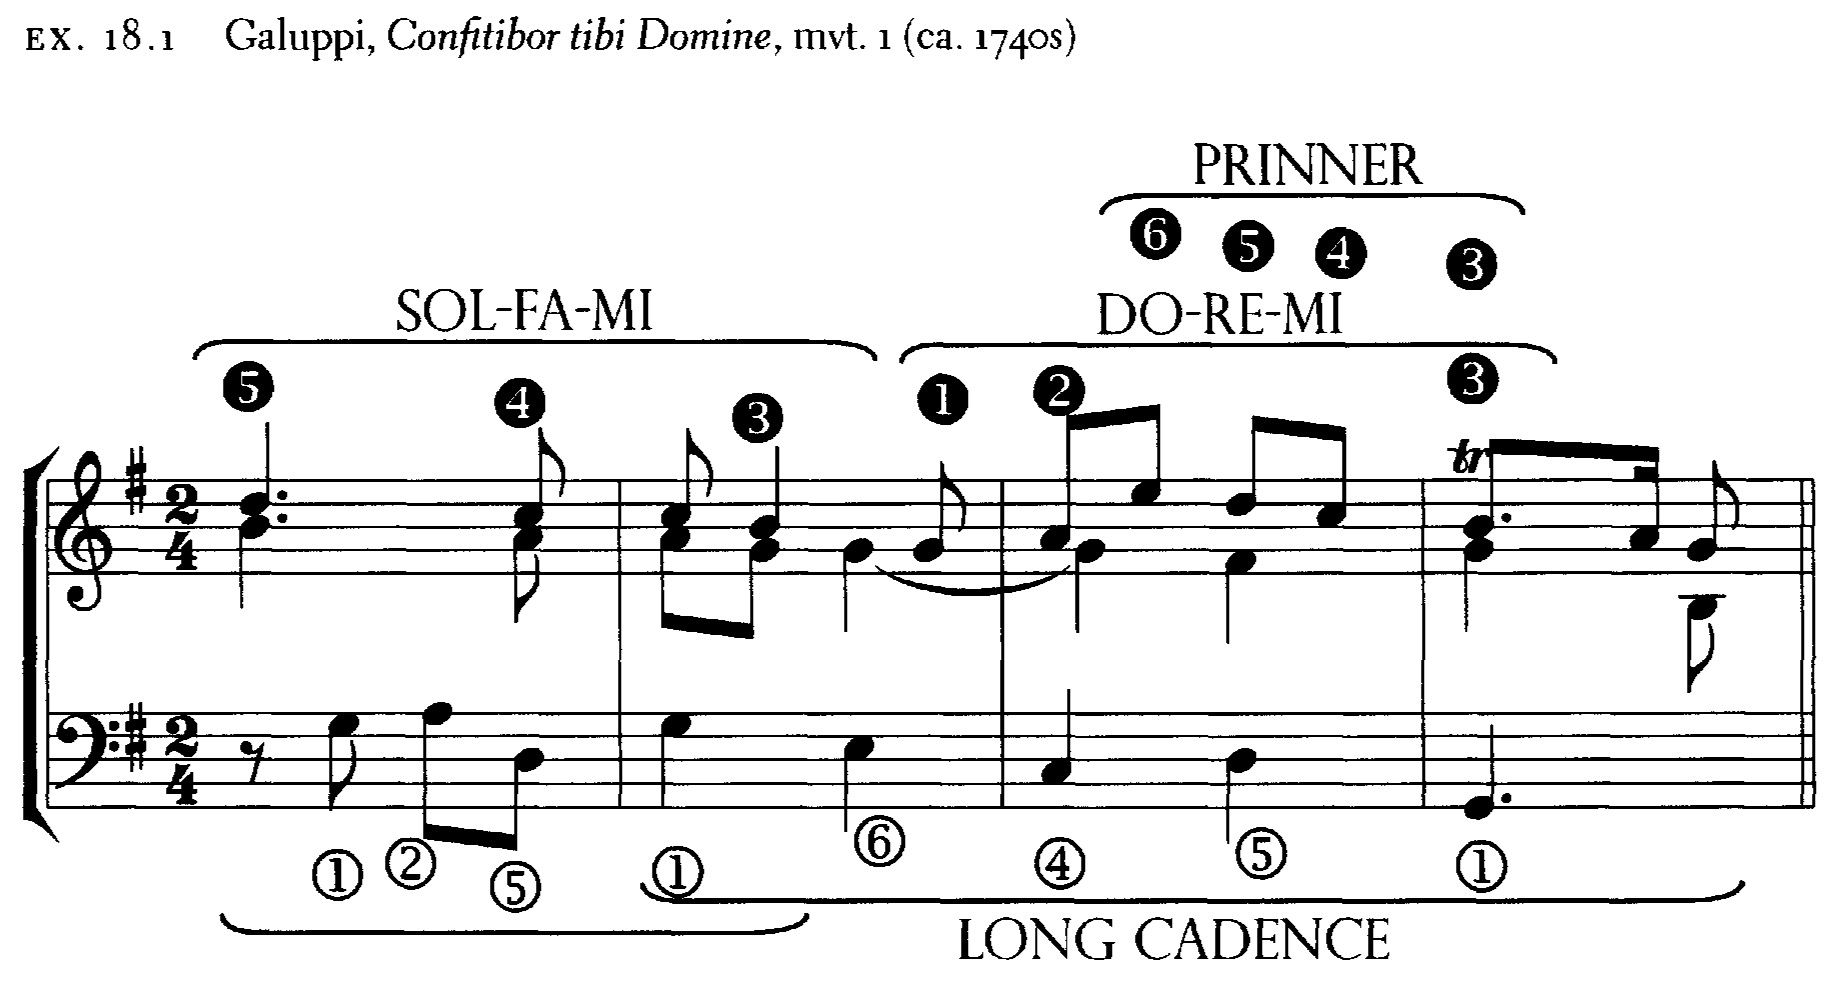 EX. 18.1 Galuppi, Confitibor tibi Domine, mvt. 1 (ca. 1740s)
PRINNER
❻ ❺ ❹ ❸
SOL-FA-MI DO-RE-MI
❺ ❹ ❸ ❶ ❷ ❸
tr
2 4
2 4
① ② ⑤ ① ⑥ ④ ⑤ ①
LONG CADENCE